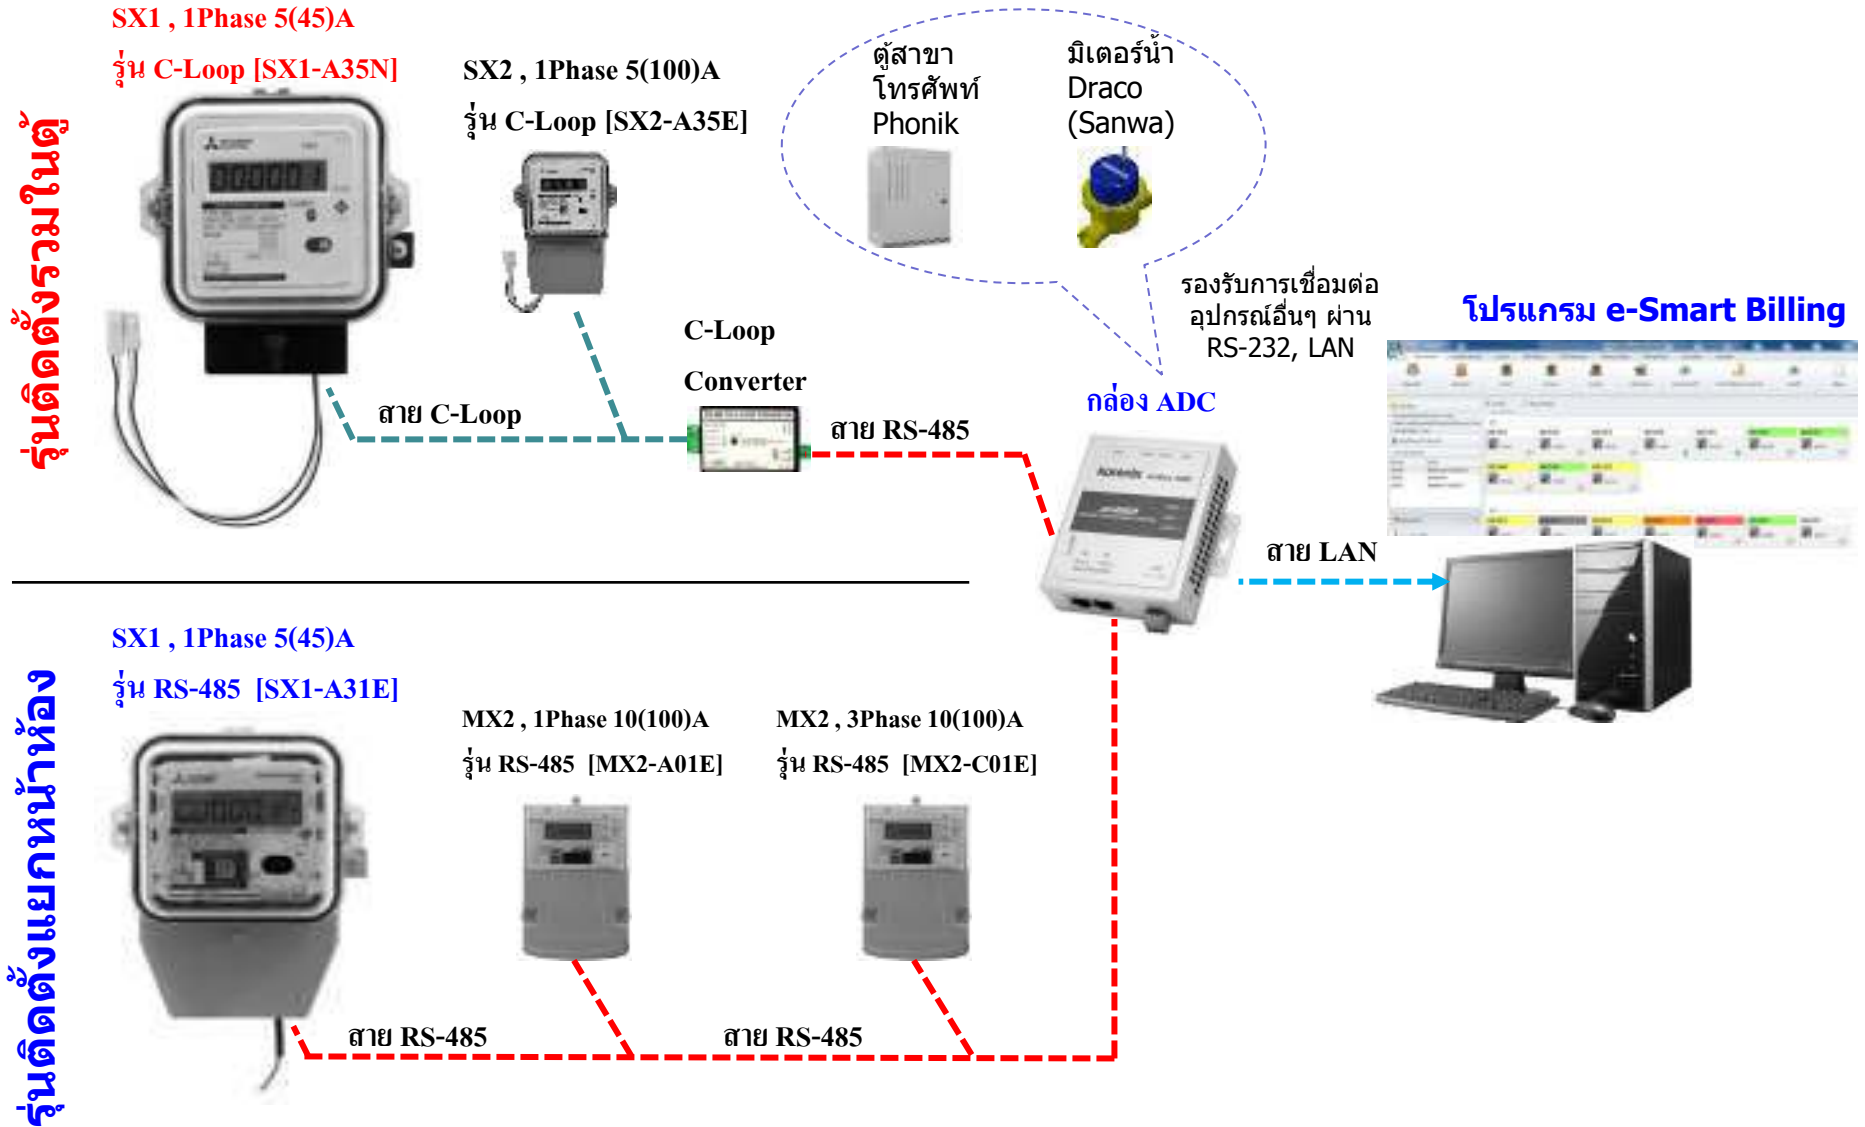 SX1 , 1Phase 5(45)A
รุ่น C-Loop [SX1-A35N]
SX2 , 1Phase 5(100)A
รุ่น C-Loop [SX2-A35E]
ตู้สาขา
โทรศัพท์
Phonik
มิเตอร์น้ำ
Draco
(Sanwa)
รุ่นติดตั้งรวมในตู้
รองรับการเชื่อมต่อ
อุปกรณ์อื่นๆ ผ่าน
RS-232, LAN
โปรแกรม e-Smart Billing
C-Loop
Converter
กล่อง ADC
สาย C-Loop
สาย RS-485
สาย LAN
SX1 , 1Phase 5(45)A
รุ่น RS-485 [SX1-A31E]
MX2 , 1Phase 10(100)A
รุ่น RS-485 [MX2-A01E]
MX2 , 3Phase 10(100)A
รุ่น RS-485 [MX2-C01E]
รุ่นติดตั้งแยกหน้าห้อง
สาย RS-485
สาย RS-485